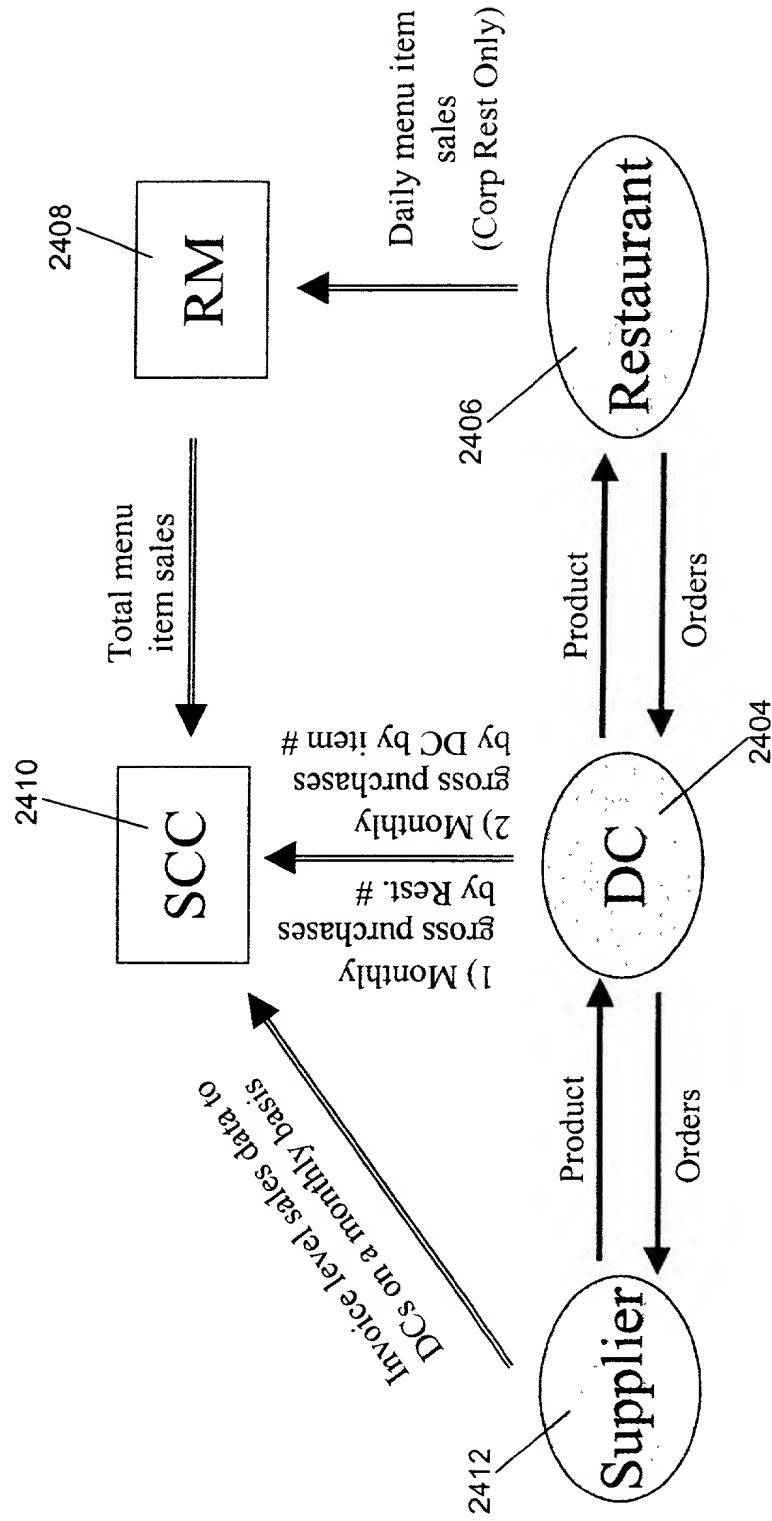 2410
SCC
Total menu
item sales
2408
RM
Invoice level sales data to
DCs on a monthly basis
1) Monthly
gross purchases
by Rest. #
2) Monthly
gross purchases
by DC by item #
Daily menu item
sales
(Corp Rest Only)
2412
Supplier
Product
Orders
DC
2404
Product
Orders
2406
Restaurant